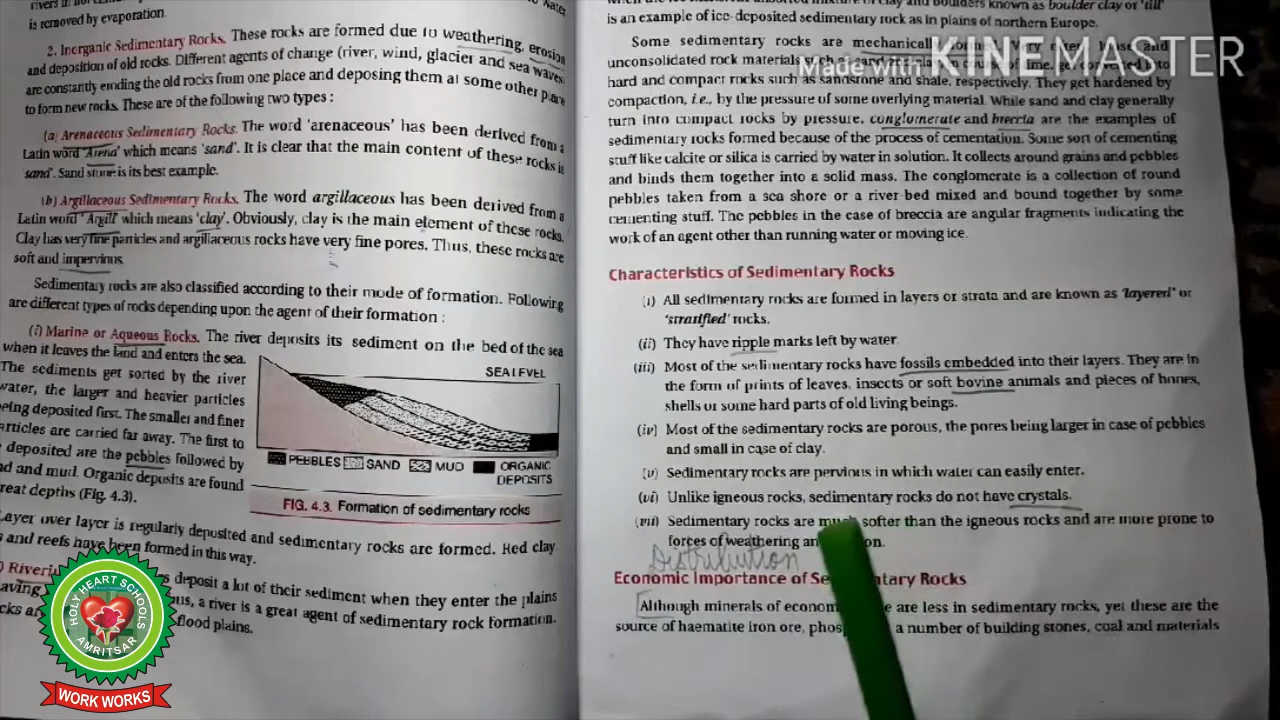 is removed by evaporation.
2. Inorganic Sedimentary Rocks. These rocks are formed due to weathering, erosion
and deposition of old rocks. Different agents of change (river, wind, glacier and sea waves)
are constantly eroding the old rocks from one place and deposing them at some other place
to form new rocks. These are of the following two types :
(a) Arenaceous Sedimentary Rocks. The word 'arenaceous' has been derived from a
Latin word 'Arena' which means 'sand'. It is clear that the main content of these rocks is
sand'. Sand stone is its best example.
(b) Argillaceous Sedimentary Rocks. The word argillaceous has been derived from a
Latin word 'Argill' which means 'clay'. Obviously, clay is the main element of these rocks.
Clay has very fine particles and argillaceous rocks have very fine pores. Thus, these rocks are
soft and impervious.
Sedimentary rocks are also classified according to their mode of formation. Following
are different types of rocks depending upon the agent of their formation :
(i) Marine or Aqueous Rocks. The river deposits its sediment on the bed of the sea
when it leaves the land and enters the sea.
The sediments get sorted by the river
water, the larger and heavier particles
being deposited first. The smaller and finer
articles are carried far away. The first to
deposited are the pebbles followed by
nd and mud. Organic deposits are found
reat depths (Fig. 4.3).
SEA LEVEL
PEBBLES SAND MUD ORGANIC
DEPOSITS
FIG. 4.3. Formation of sedimentary rocks
Layer over layer is regularly deposited and sedimentary rocks are formed. Red clay
s and reefs have been formed in this way.
deposit a lot of their sediment when they enter the plains
us, a river is a great agent of sedimentary rock formation.
flood plains.
HOLY HEART SCHOOLS
AMRITSAR
WORK WORKS
boulders known as boulder clay or 'till'
is an example of ice-deposited sedimentary rock as in plains of northern Europe.
Some sedimentary rocks are mechanically
unconsolidated rock materials
hard and compact rocks such as sandstone and shale, respectively. They get hardened by
compaction, i.e., by the pressure of some overlying material. While sand and clay generally
turn into compact rocks by pressure, conglomerate and breccia are the examples of
sedimentary rocks formed because of the process of cementation. Some sort of cementing
stuff like calcite or silica is carried by water in solution. It collects around grains and pebbles
and binds them together into a solid mass. The conglomerate is a collection of round
pebbles taken from a sea shore or a river-bed mixed and bound together by some
cementing stuff. The pebbles in the case of breccia are angular fragments indicating the
work of an agent other than running water or moving ice.
Made with KINEMASTER
Characteristics of Sedimentary Rocks
(i) All sedimentary rocks are formed in layers or strata and are known as 'layered' or
'stratified' rocks.
(ii) They have ripple marks left by water.
(iii) Most of the sedimentary rocks have fossils embedded into their layers. They are in
the form of prints of leaves, insects or soft bovine animals and pieces of bones,
shells or some hard parts of old living beings.
(iv) Most of the sedimentary rocks are porous, the pores being larger in case of pebbles
and small in case of clay.
(v) Sedimentary rocks are pervious in which water can easily enter.
(vi) Unlike igneous rocks, sedimentary rocks do not have crystals.
(vii) Sedimentary rocks are much softer than the igneous rocks and are more prone to
forces of weathering an on.
Distribution
Economic Importance of Sedimentary Rocks
Although minerals of econom are less in sedimentary rocks, yet these are the
source of haematite iron ore, phosp a number of building stones, coal and materials